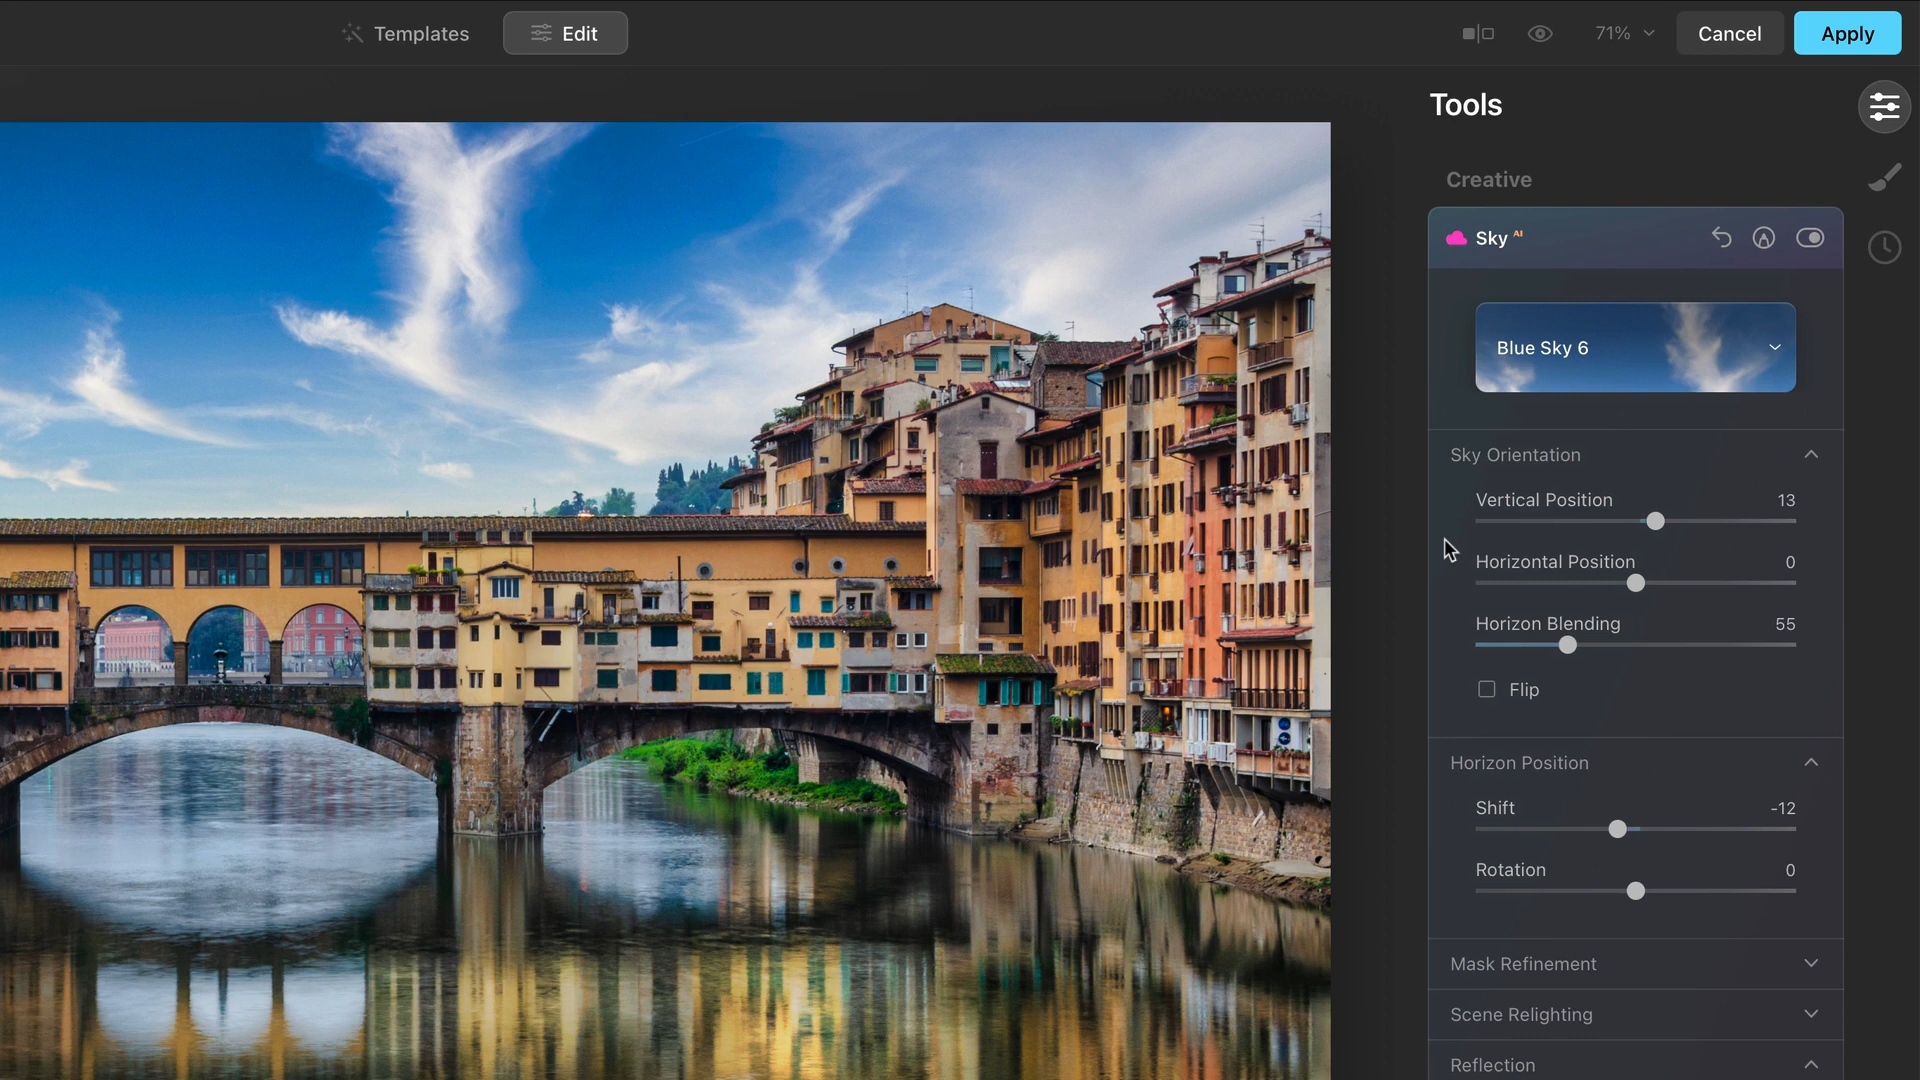 Templates
Edit
71%
Cancel
Apply
Tools
Creative
Sky AI
Blue Sky 6
Sky Orientation
Vertical Position 13
Horizontal Position 0
Horizon Blending 55
Flip
Horizon Position
Shift -12
Rotation 0
Mask Refinement
Scene Relighting
Reflection